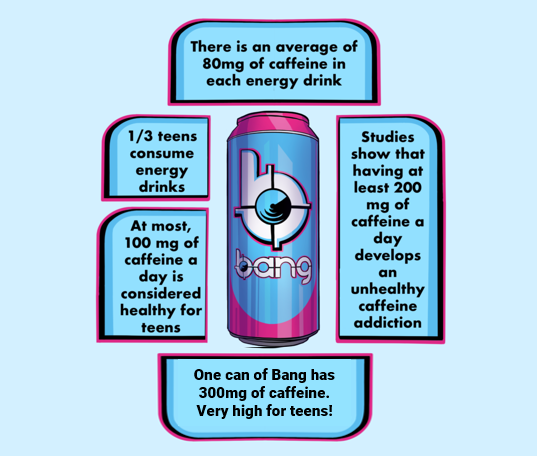 There is an average of
80mg of caffeine in
each energy drink
1/3 teens
consume
energy
drinks
At most,
100 mg of
caffeine a
day is
considered
healthy for
teens
bang
Studies
show that
having at
least 200
mg of
caffeine a
day
develops
an
unhealthy
caffeine
addiction
One can of Bang has
300mg of caffeine.
Very high for teens!